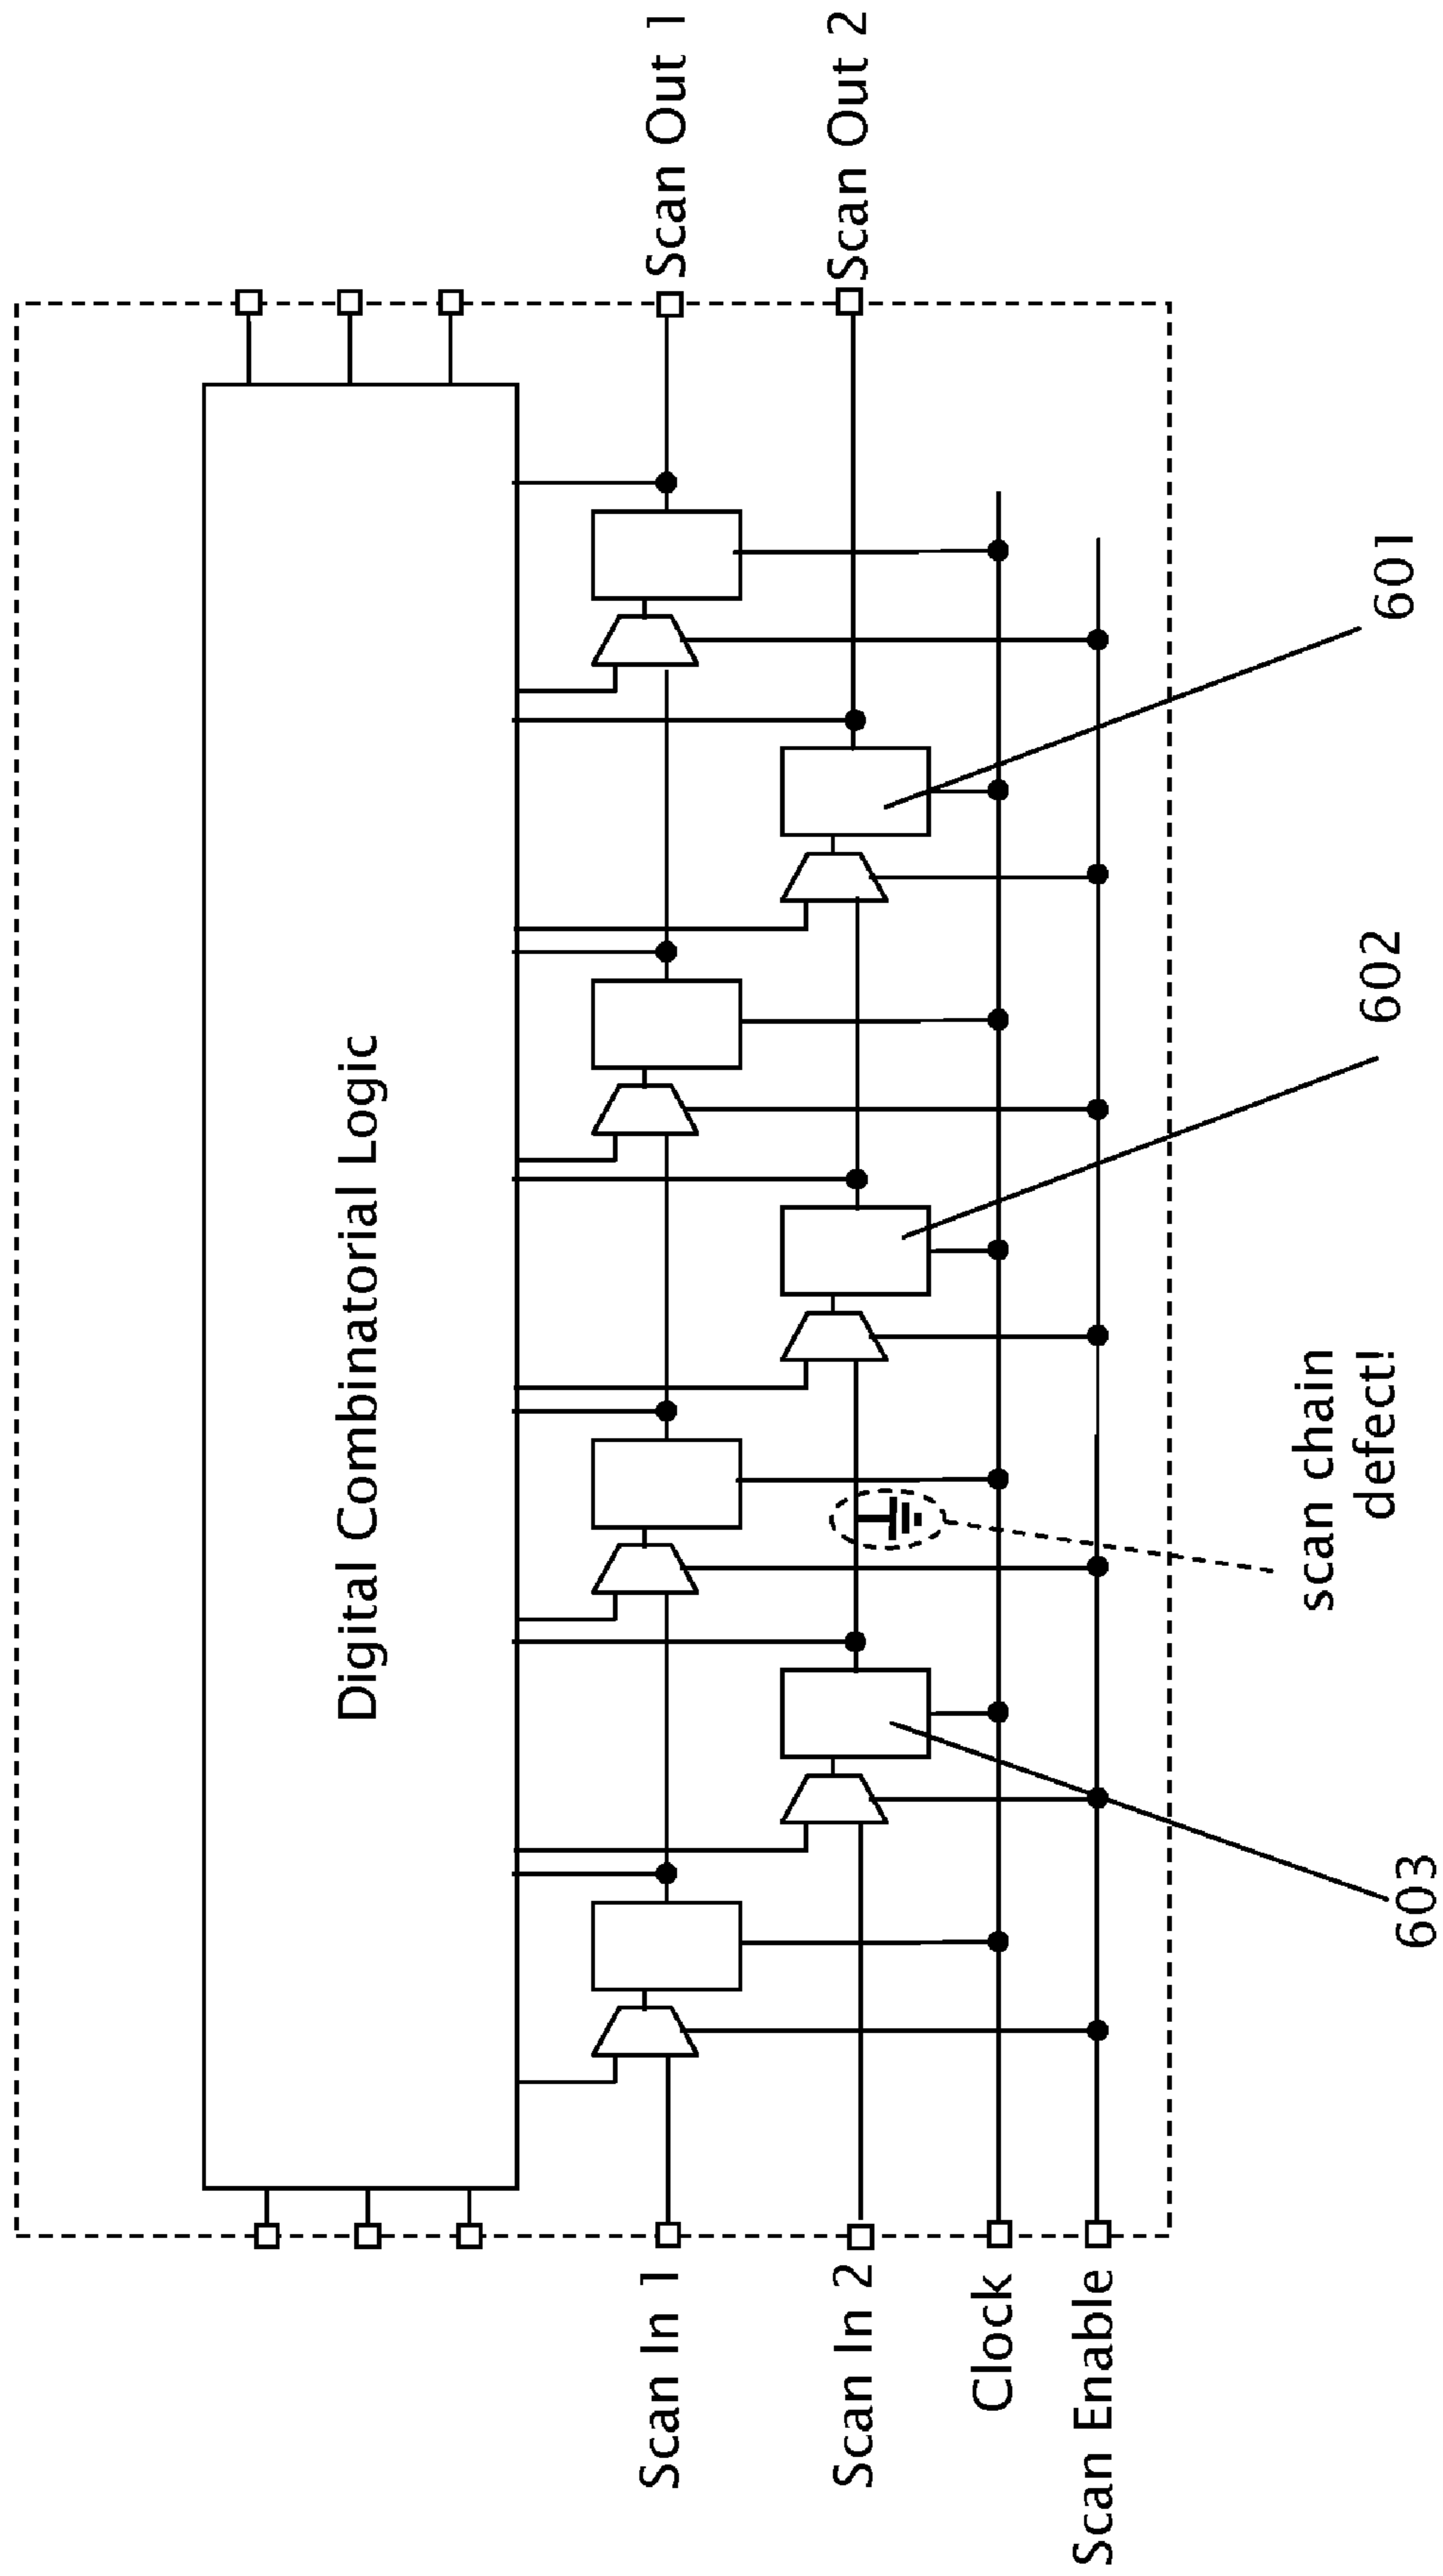 Digital Combinatorial Logic
Scan In 1
Scan Out 1
Scan In 2
Scan Out 2
Clock
Scan Enable
scan chain
defect!
603
602
601